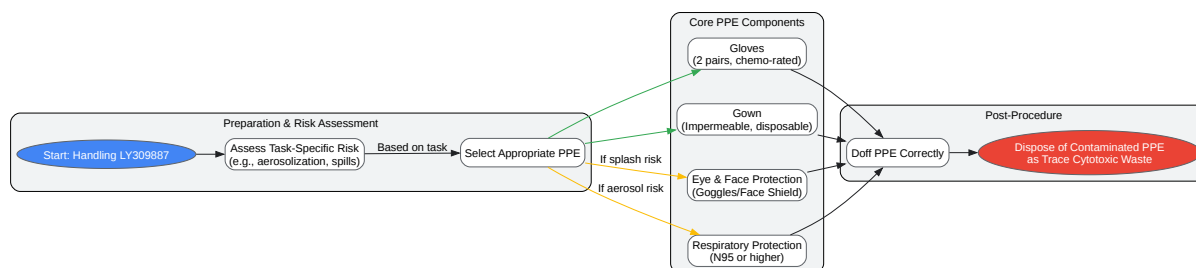 Core PPE Components
Gloves
(2 pairs, chemo-rated)
Preparation & Risk Assessment
Start: Handling LY309887
Assess Task-Specific Risk
(e.g., aerosolization, spills)
Based on task
Select Appropriate PPE
If splash risk
If aerosol risk
Gown
(Impermeable, disposable)
Eye & Face Protection
(Goggles/Face Shield)
Respiratory Protection
(N95 or higher)
Post-Procedure
Doff PPE Correctly
Dispose of Contaminated PPE
as Trace Cytotoxic Waste